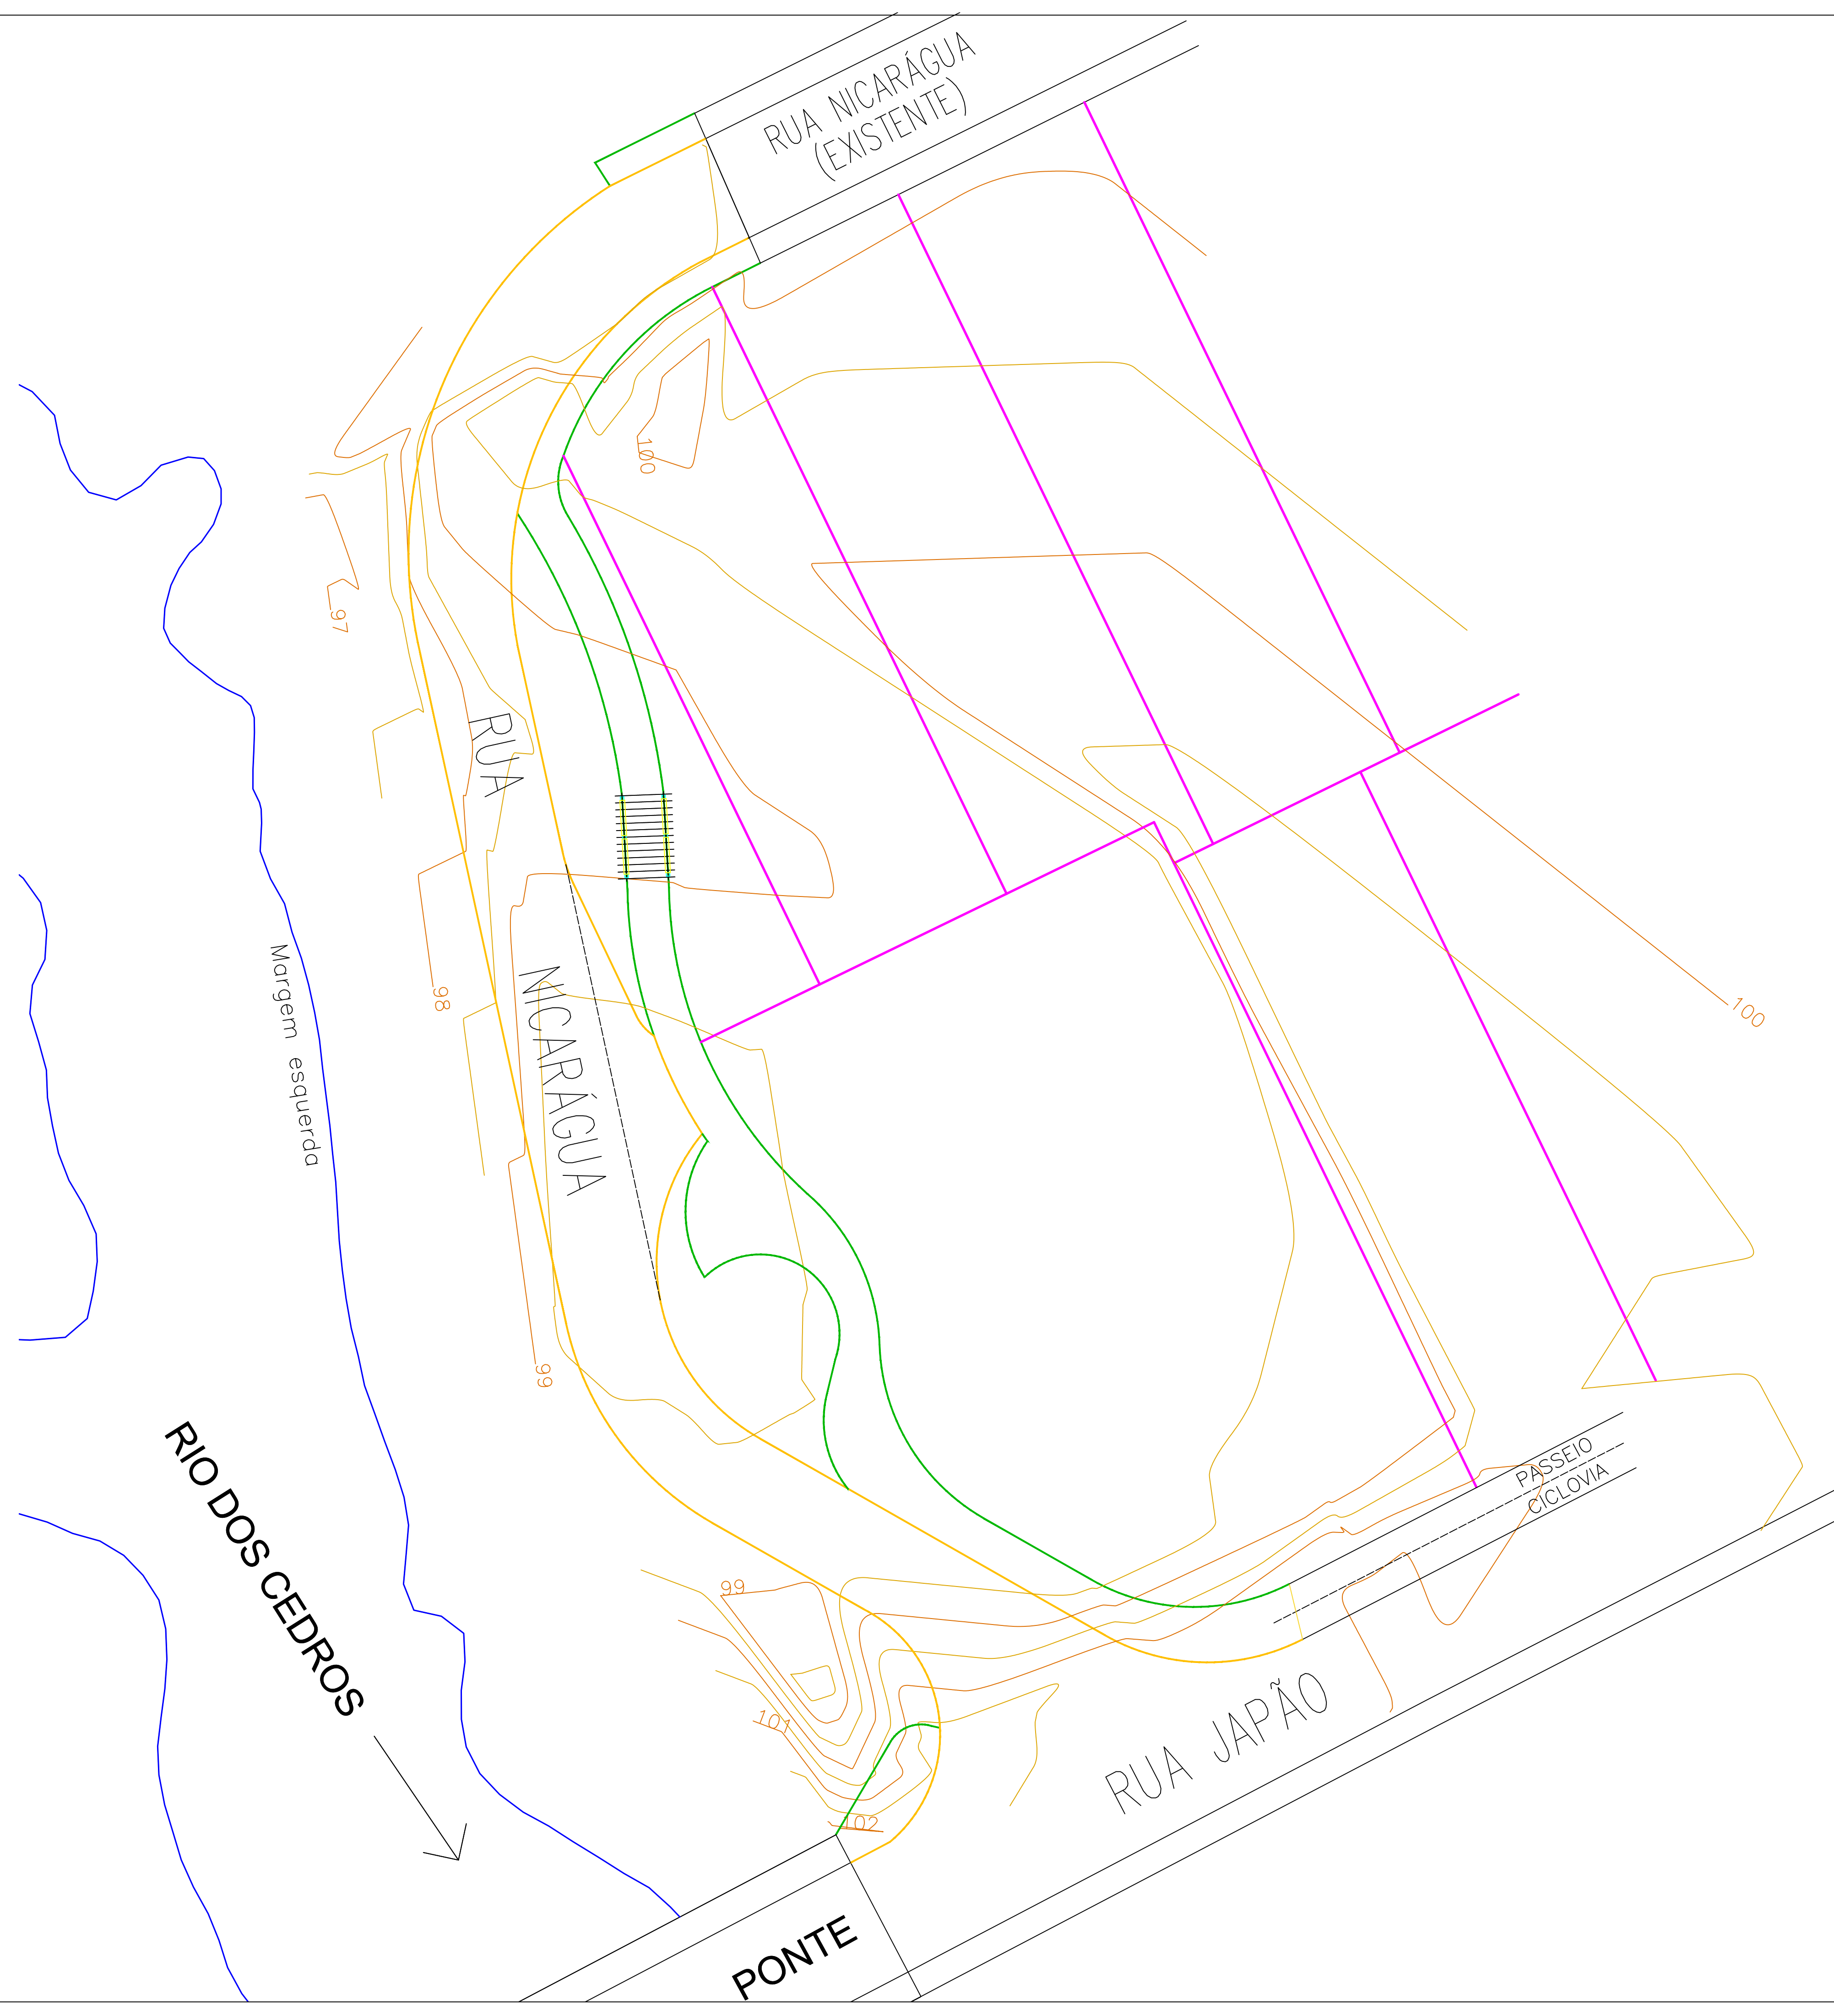 RUA NICARÁGUA
(EXISTENTE)
100
97
RUA
98
NICARÁGUA
Margem esquerda
100
99
RIO DOS CEDROS
PASSEIO
CICLOVIA
99
101
RUA JAPÃO
102
PONTE